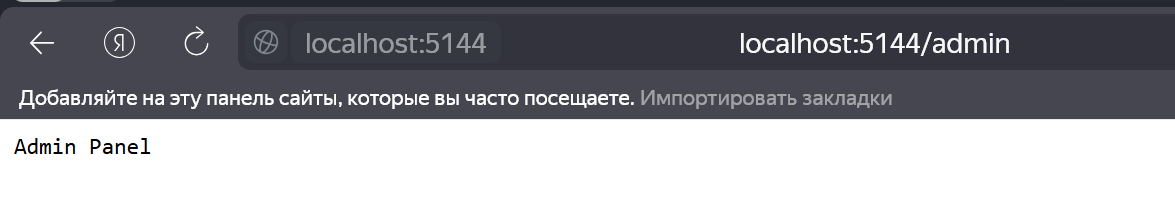 Я localhost:5144 localhost:5144/admin
Добавляйте на эту панель сайты, которые вы часто посещаете. Импортировать закладки
Admin Panel